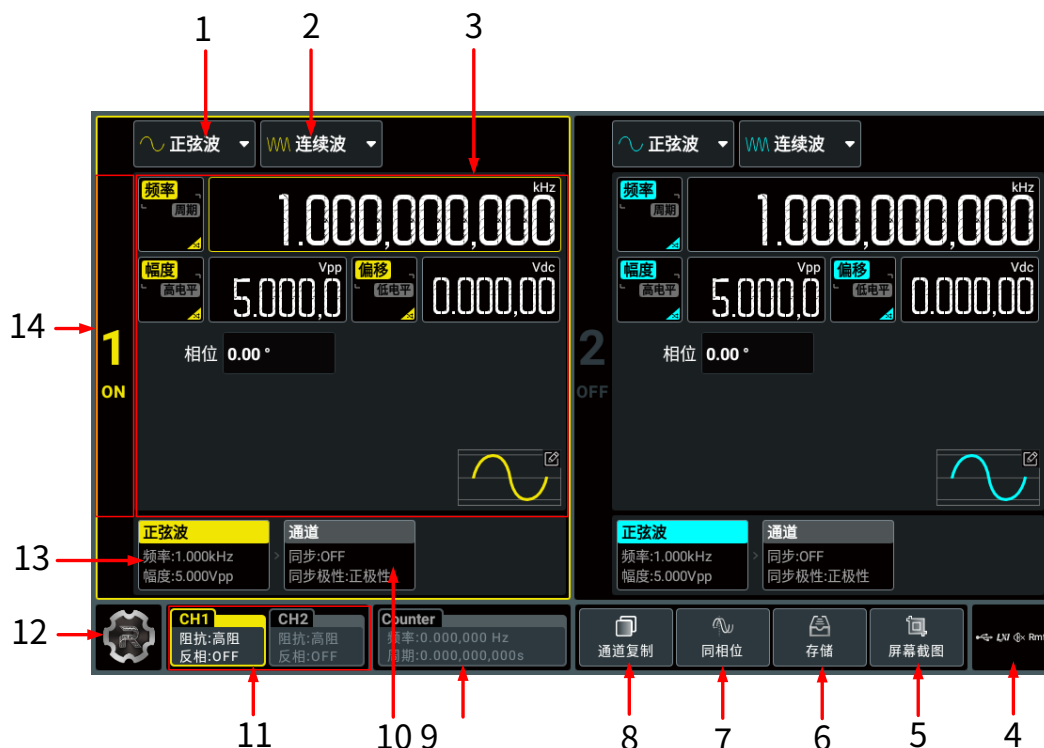 1 2 3
正弦波 连续波 正弦波 连续波
频率 周期 1.000,000,000 kHz 频率 周期 1.000,000,000 kHz
幅度 高电平 5.000,0 Vpp 偏移 低电平 0.000,00 Vdc 幅度 高电平 5.000,0 Vpp 偏移 低电平 0.000,00 Vdc
14
1 相位 0.00 ° 2 相位 0.00 °
ON OFF
正弦波 通道 正弦波 通道
13 频率:1.000kHz 同步:OFF 频率:1.000kHz 同步:OFF
幅度:5.000Vpp 同步极性:正极性 幅度:5.000Vpp 同步极性:正极性
CH1 CH2 Counter
12 阻抗:高阻 阻抗:高阻 频率:0.000,000 Hz
反相:OFF 反相:OFF 周期:0.000,000,000s
通道复制 同相位 存储 屏幕截图 LXI Rmt
11 10 9 8 7 6 5 4